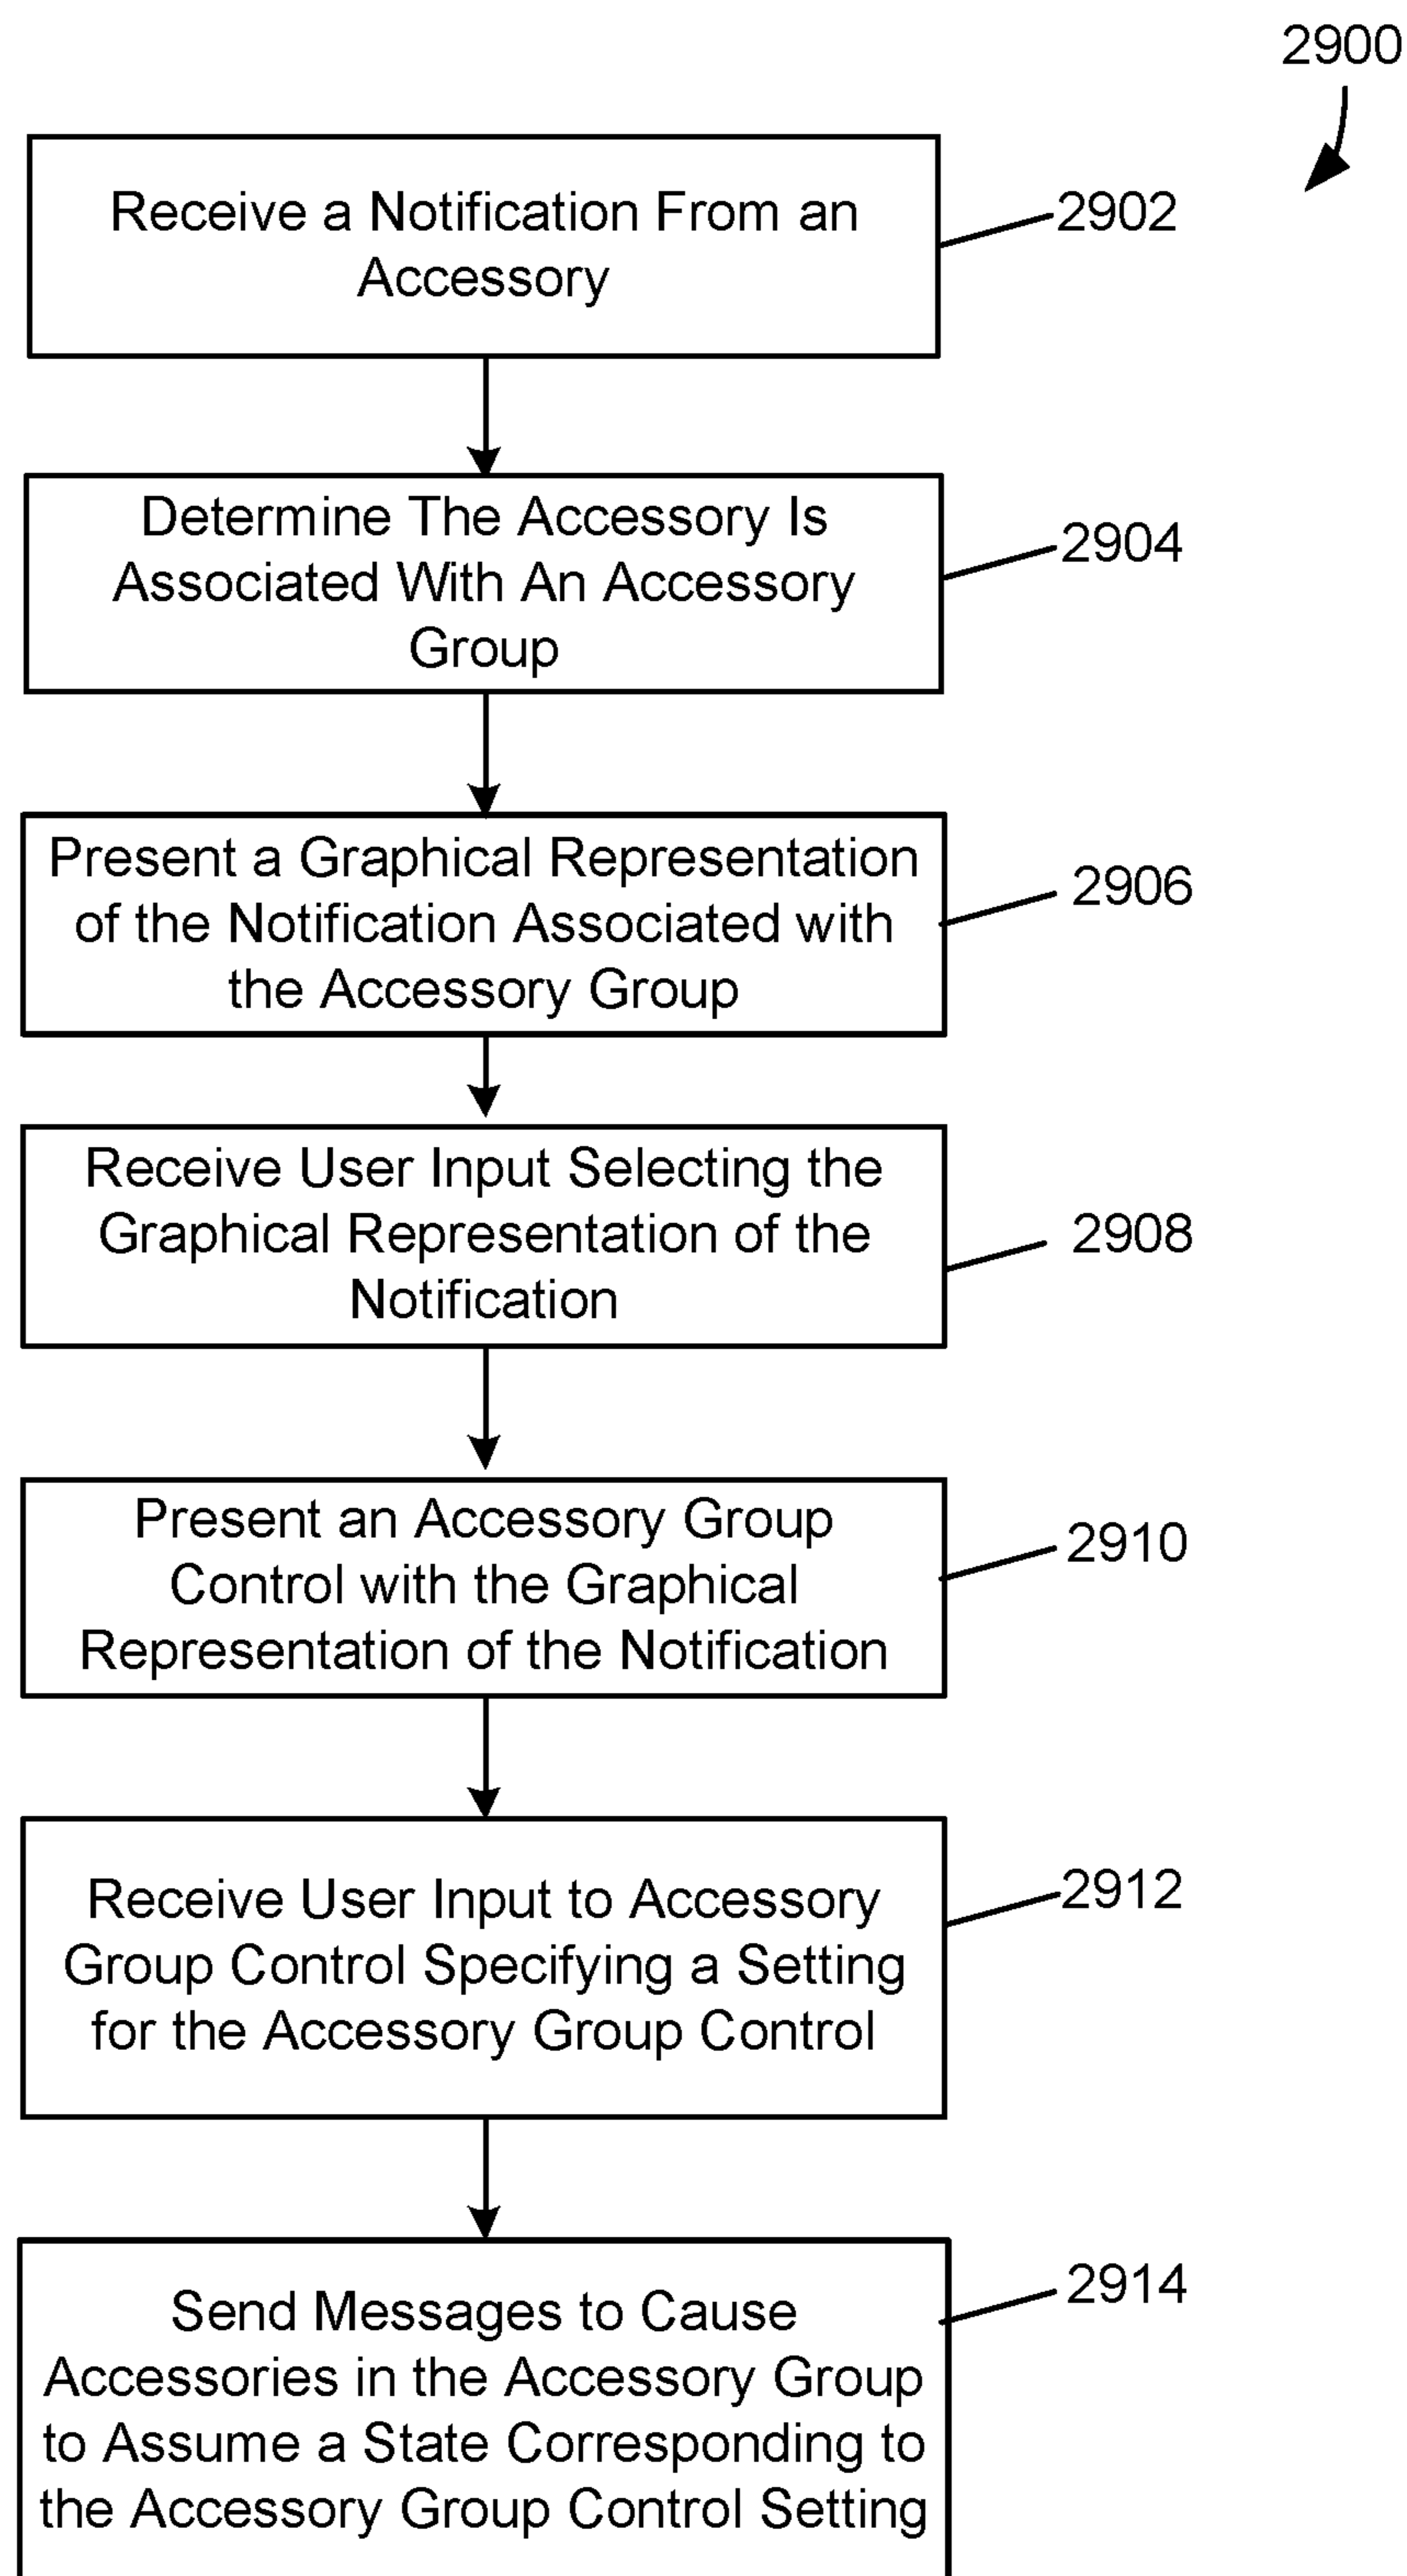 2900
Receive a Notification From an
Accessory
2902
Determine The Accessory Is
Associated With An Accessory
Group
2904
Present a Graphical Representation
of the Notification Associated with
the Accessory Group
2906
Receive User Input Selecting the
Graphical Representation of the
Notification
2908
Present an Accessory Group
Control with the Graphical
Representation of the Notification
2910
Receive User Input to Accessory
Group Control Specifying a Setting
for the Accessory Group Control
2912
Send Messages to Cause
Accessories in the Accessory Group
to Assume a State Corresponding to
the Accessory Group Control Setting
2914